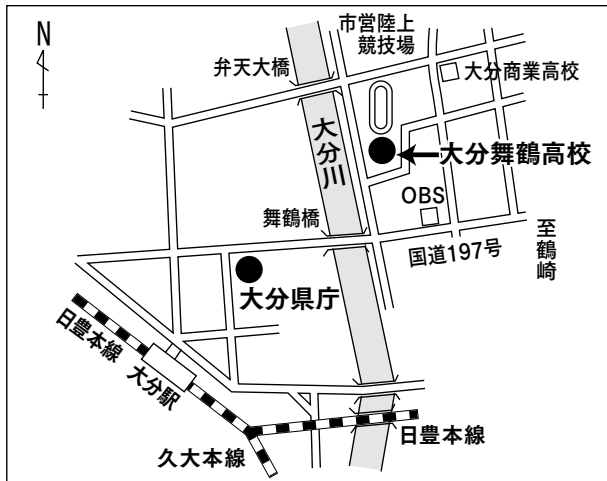 N
市営陸上
競技場
弁天大橋
大分商業高校
大分川
大分舞鶴高校
OBS
舞鶴橋
国道197号
至鶴崎
大分県庁
日豊本線
大分駅
日豊本線
久大本線